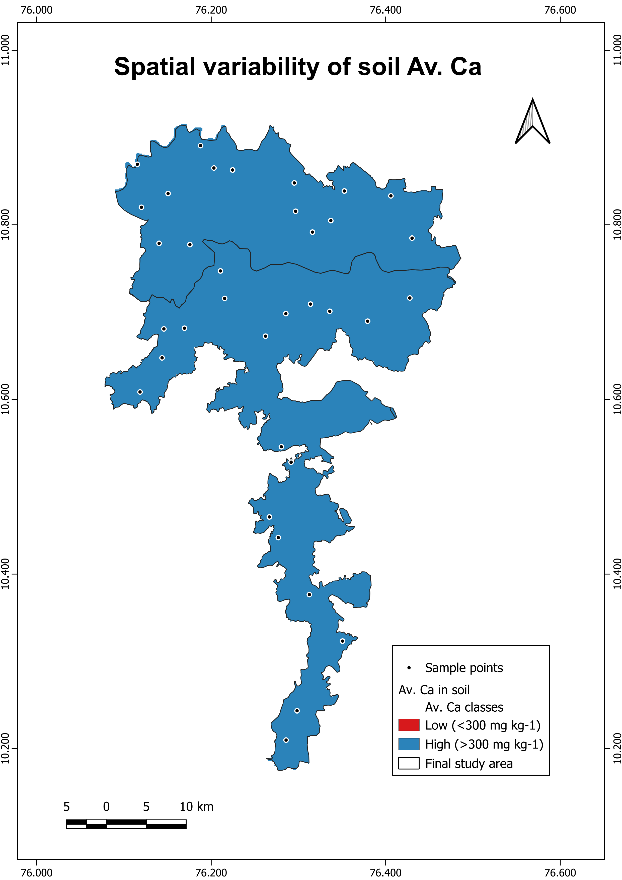 76.000 76.200 76.400 76.600
11.000 11.000
Spatial variability of soil Av. Ca
10.800 10.800
10.600 10.600
10.400 10.400
Sample points
Av. Ca in soil
Av. Ca classes
Low (<300 mg kg-1)
High (>300 mg kg-1)
Final study area
10.200 10.200
5 0 5 10 km
76.000 76.200 76.400 76.600